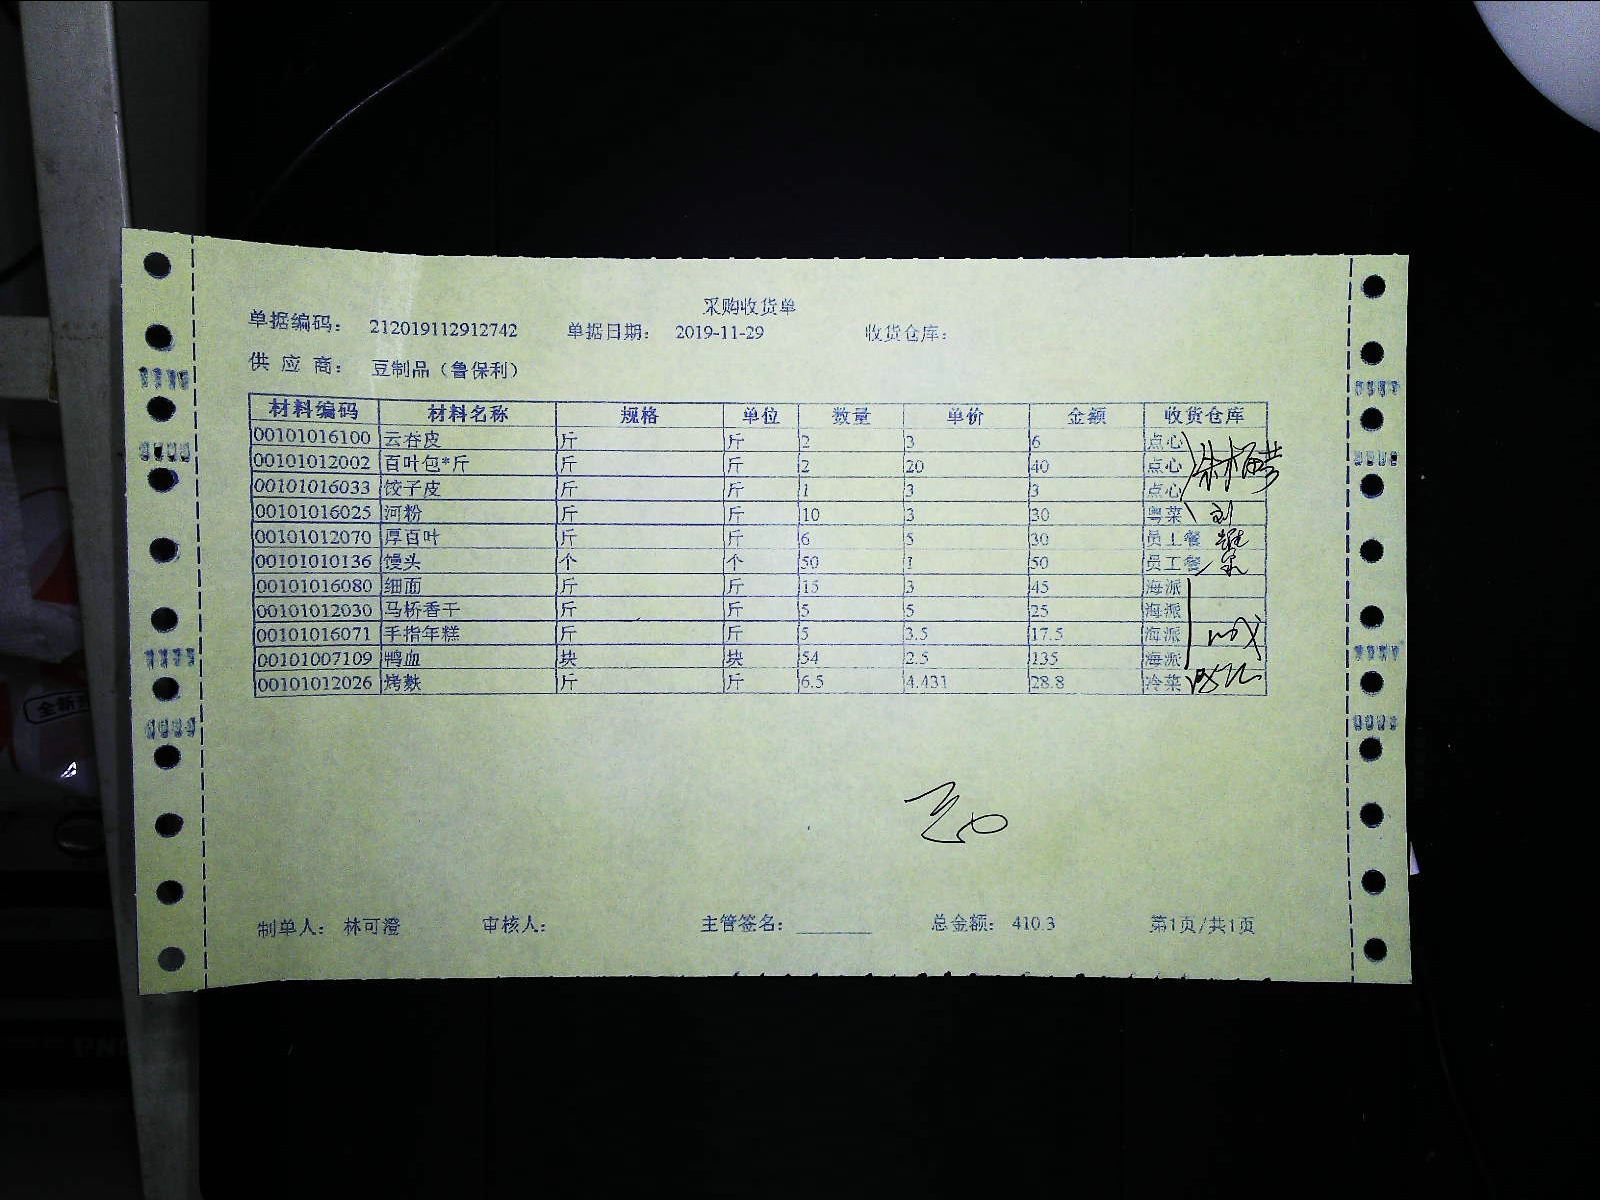 采购收货单
单据编码： 212019112912742 单据日期： 2019-11-29 收货仓库：
供 应 商： 豆制品（鲁保利）
材料编码 材料名称 规格 单位 数量 单价 金额 收货仓库
00101016100 云吞皮 斤 斤 2 3 6 点心
00101012002 百叶包*斤 斤 斤 2 20 40 点心
00101016033 饺子皮 斤 斤 1 3 3 点心
00101016025 河粉 斤 斤 10 3 30 粤菜 刘
00101012070 厚百叶 斤 斤 6 5 30 员工餐
00101010136 馒头 个 个 50 1 50 员工餐
00101016080 细面 斤 斤 15 3 45 海派
00101012030 马桥香干 斤 斤 5 5 25 海派
00101016071 手指年糕 斤 斤 5 3.5 17.5 海派
00101007109 鸭血 块 块 54 2.5 135 海派
00101012026 烤麸 斤 斤 6.5 4.431 28.8 冷菜
制单人： 林可澄 审核人： 主管签名： 总金额： 410.3 第1页/共1页